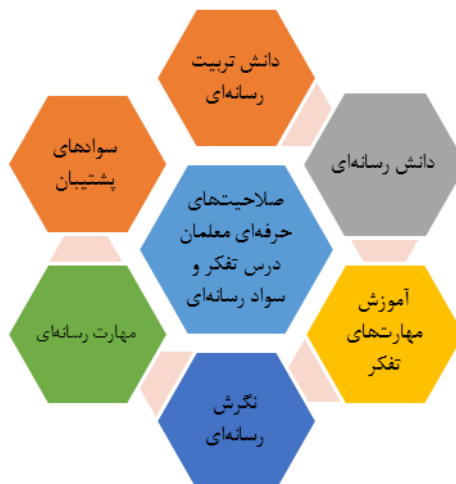 دانش تربیت
رسانه‌ای
دانش رسانه‌ای
سوادهای
پشتیبان
صلاحیت‌های
حرفه‌ای معلمان
درس تفکر و
سواد رسانه‌ای
آموزش
مهارت‌های
تفکر
مهارت رسانه‌ای
نگرش
رسانه‌ای